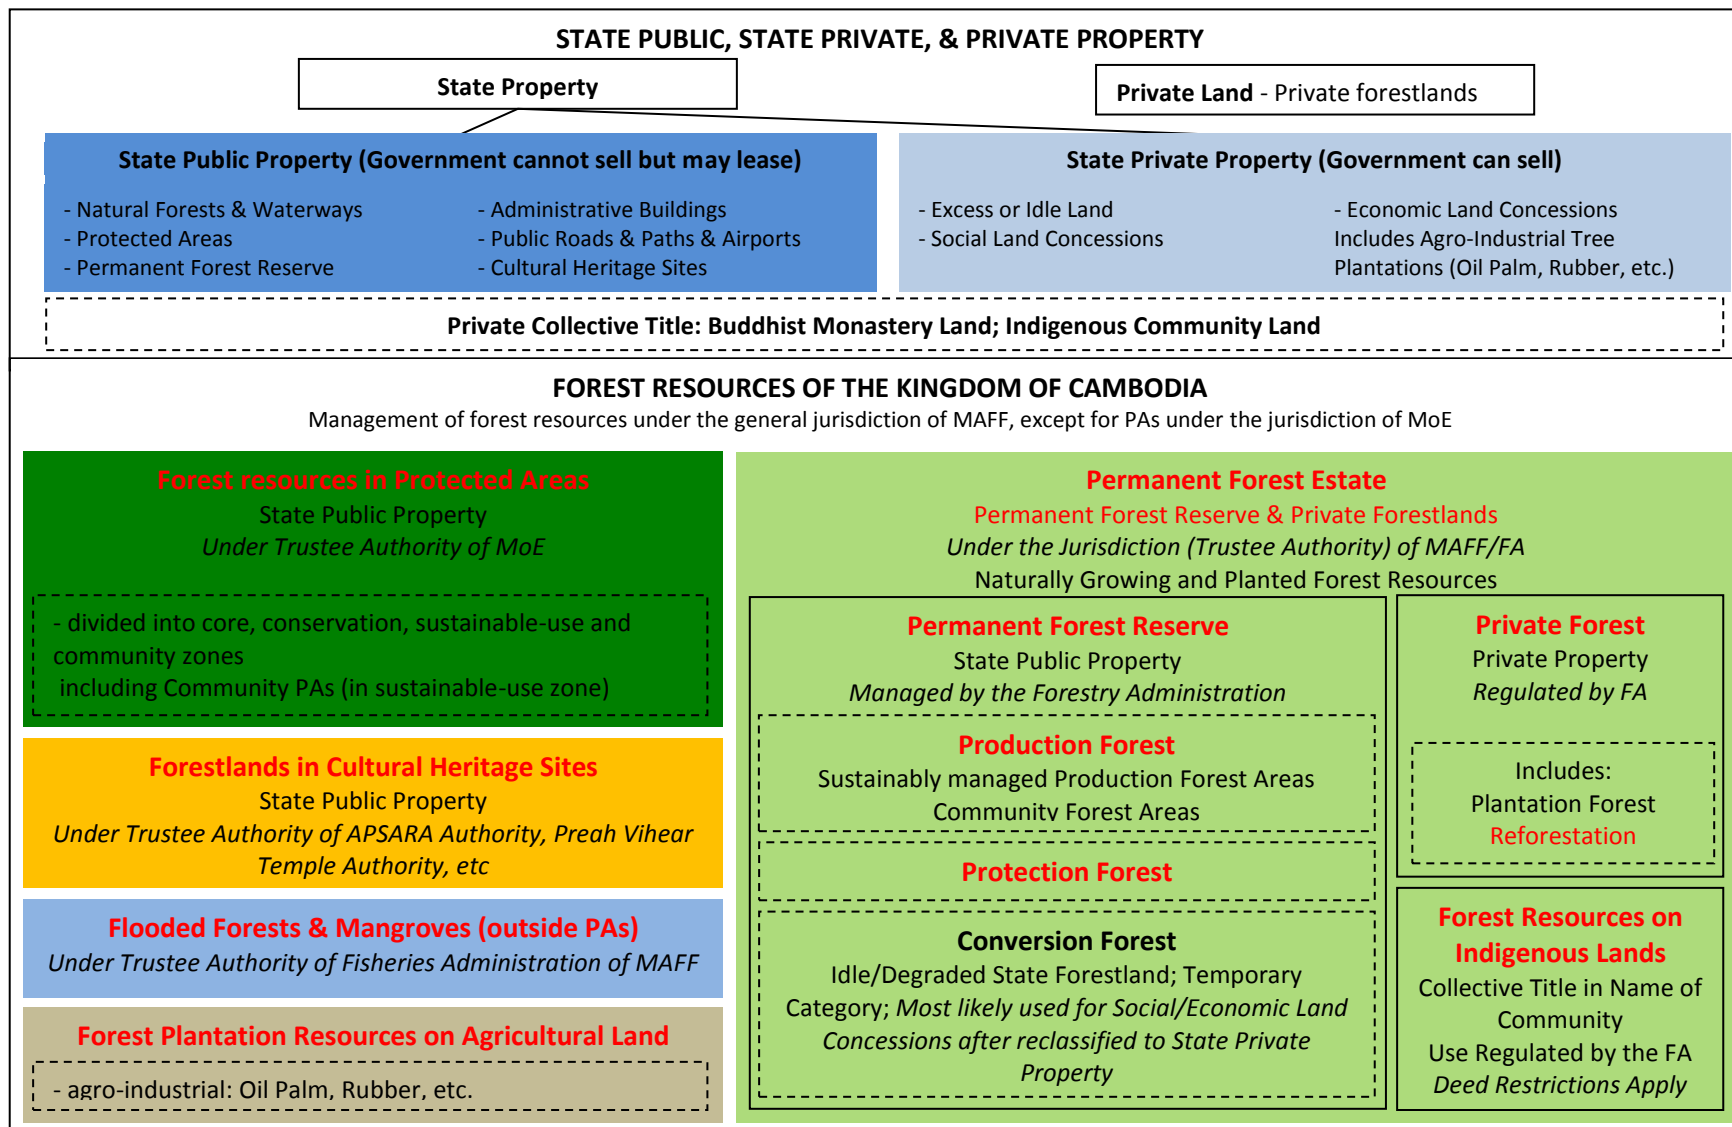 STATE PUBLIC, STATE PRIVATE, & PRIVATE PROPERTY
State Property
Private Land - Private forestlands
State Public Property (Government cannot sell but may lease)
- Natural Forests & Waterways
- Protected Areas
- Permanent Forest Reserve
- Administrative Buildings
- Public Roads & Paths & Airports
- Cultural Heritage Sites
State Private Property (Government can sell)
- Excess or Idle Land
- Social Land Concessions
- Economic Land Concessions
Includes Agro-Industrial Tree
Plantations (Oil Palm, Rubber, etc.)
Private Collective Title: Buddhist Monastery Land; Indigenous Community Land
FOREST RESOURCES OF THE KINGDOM OF CAMBODIA
Management of forest resources under the general jurisdiction of MAFF, except for PAs under the jurisdiction of MoE
Forest resources in Protected Areas
State Public Property
Under Trustee Authority of MoE
- divided into core, conservation, sustainable-use and
community zones
including Community PAs (in sustainable-use zone)
Forestlands in Cultural Heritage Sites
State Public Property
Under Trustee Authority of APSARA Authority, Preah Vihear
Temple Authority, etc
Flooded Forests & Mangroves (outside PAs)
Under Trustee Authority of Fisheries Administration of MAFF
Forest Plantation Resources on Agricultural Land
- agro-industrial: Oil Palm, Rubber, etc.
Permanent Forest Estate
Permanent Forest Reserve & Private Forestlands
Under the Jurisdiction (Trustee Authority) of MAFF/FA
Naturally Growing and Planted Forest Resources
Permanent Forest Reserve
State Public Property
Managed by the Forestry Administration
Production Forest
Sustainably managed Production Forest Areas
Community Forest Areas
Protection Forest
Conversion Forest
Idle/Degraded State Forestland; Temporary
Category; Most likely used for Social/Economic Land
Concessions after reclassified to State Private
Property
Private Forest
Private Property
Regulated by FA
Includes:
Plantation Forest
Reforestation
Forest Resources on
Indigenous Lands
Collective Title in Name of
Community
Use Regulated by the FA
Deed Restrictions Apply